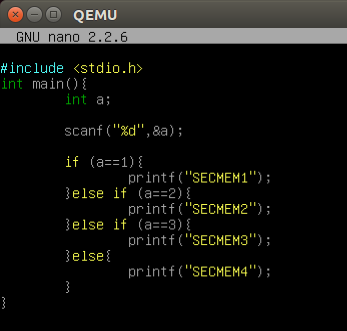 QEMU
GNU nano 2.2.6
#include <stdio.h>
int main(){
int a;
scanf("%d",&a);
if (a==1){
printf("SECMEM1");
}else if (a==2){
printf("SECMEM2");
}else if (a==3){
printf("SECMEM3");
}else{
printf("SECMEM4");
}
}